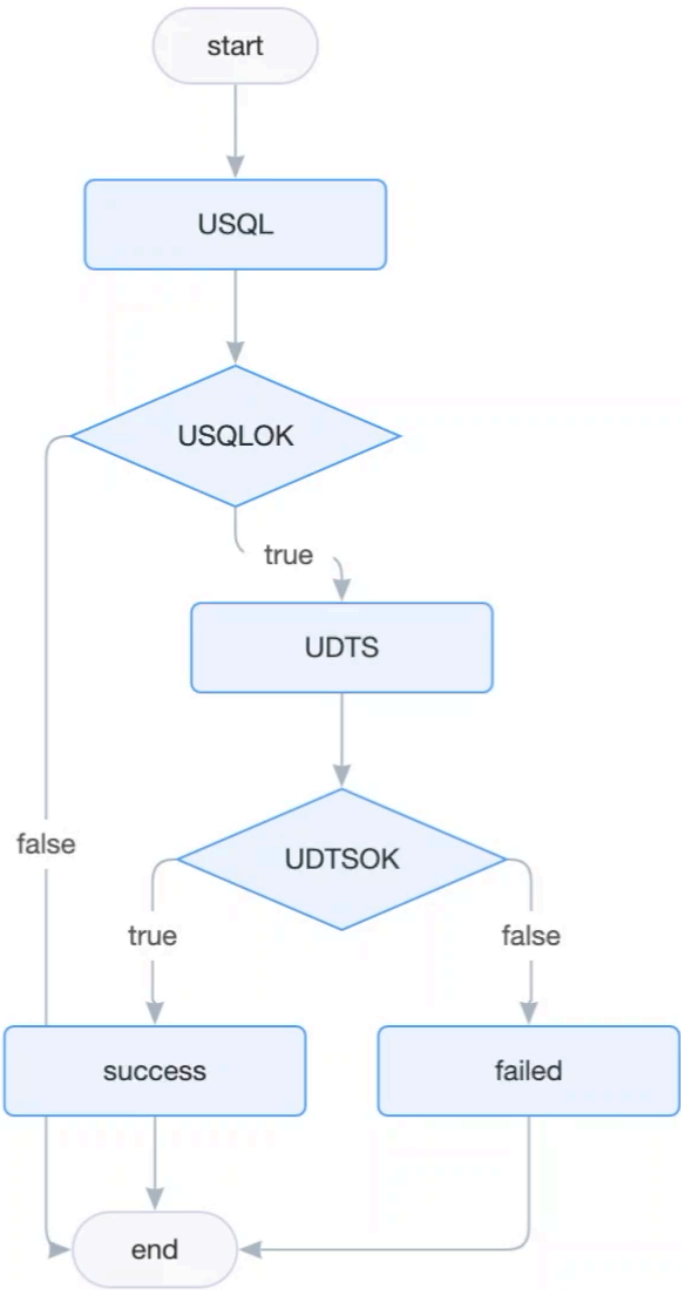 start
USQL
USQLOK
true
UDTS
false
UDTSOK
true
false
success
failed
end